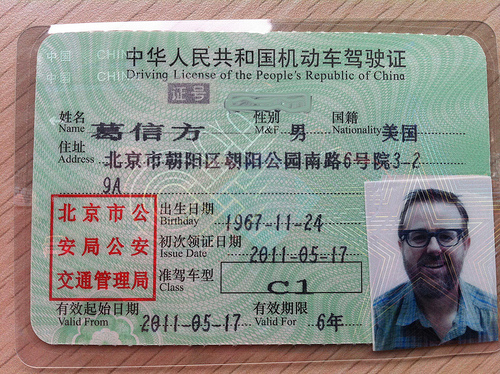 中国 CHIN 中华人民共和国机动车驾驶证
中国 CHIN Driving License of the People's Republic of China
证号
姓名 葛信方 性别 男 国籍 美国
Name M&F Nationality
住址 北京市朝阳区朝阳公园南路6号院3-2
Address
9A
北京市公
安局公安
交通管理局
出生日期 1967-11-24
Birthday
初次领证日期 2011-05-17
Issue Date
准驾车型 C1
Class
有效起始日期 2011-05-17 有效期限 6年
Valid From Valid For